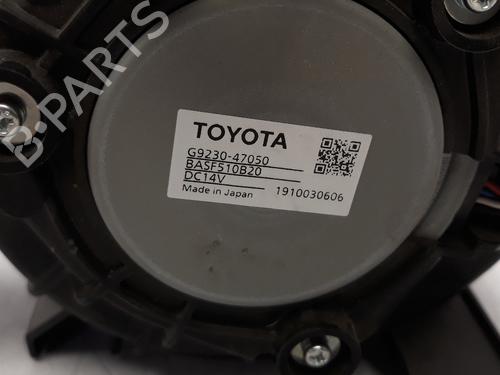 B-PARTS
TOYOTA
G9230-47050
BASF510B20
DC14V
Made in Japan 1910030606